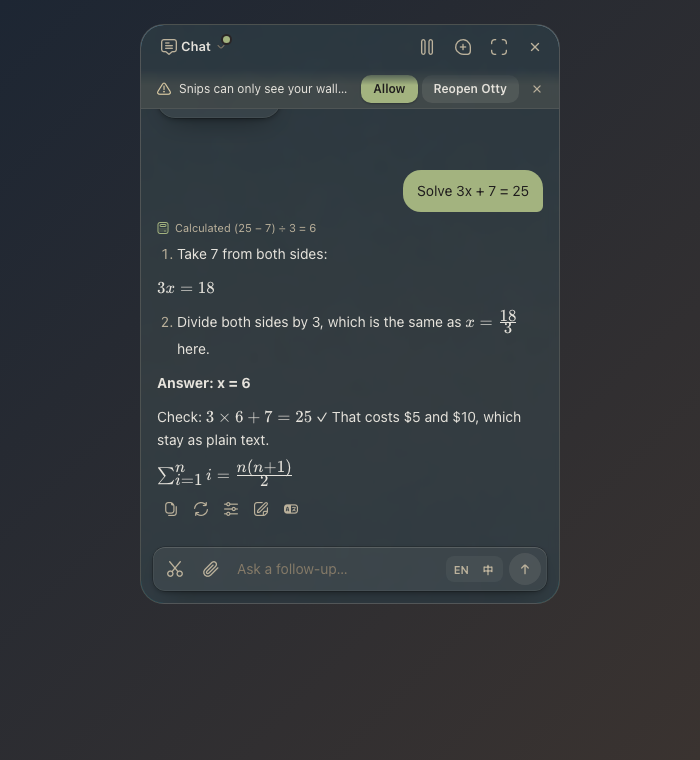 Chat
Snips can only see your wall... Allow Reopen Otty
Solve 3x + 7 = 25
Calculated (25 − 7) ÷ 3 = 6
1. Take 7 from both sides:
3x = 18
2. Divide both sides by 3, which is the same as x = 18/3
here.
Answer: x = 6
Check: 3 × 6 + 7 = 25 ✓ That costs $5 and $10, which
stay as plain text.
∑ⁿᵢ₌₁ i = n(n+1)/2
Ask a follow-up... EN 中